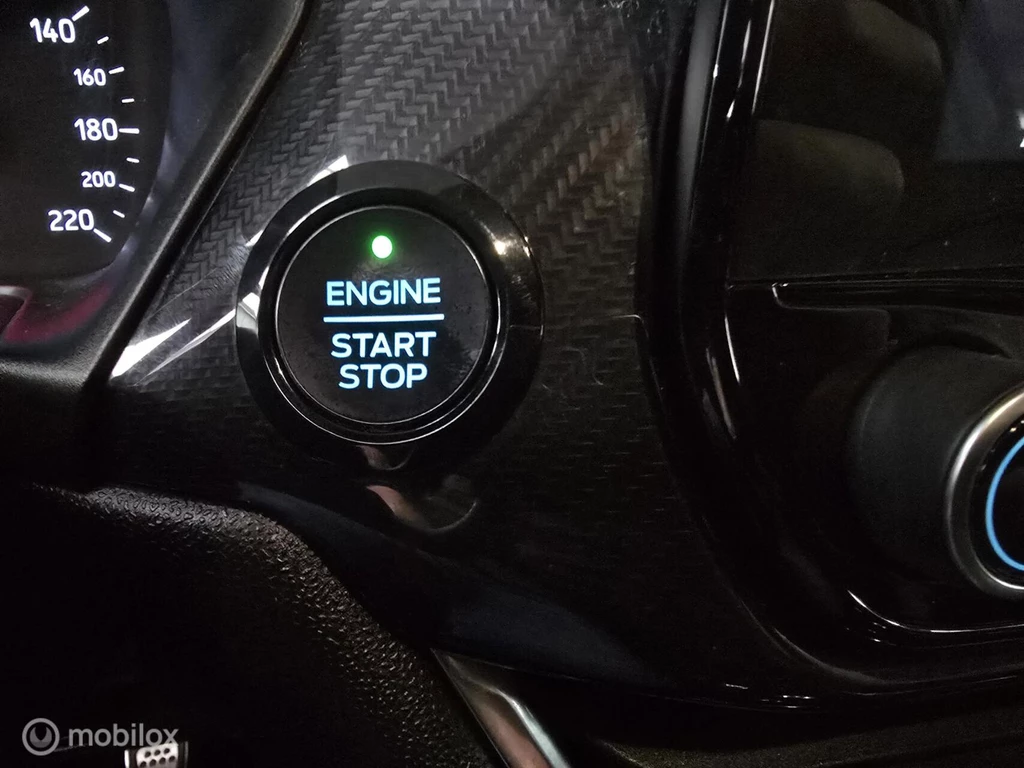 140
160
180
200
220
ENGINE
START
STOP
mobilox